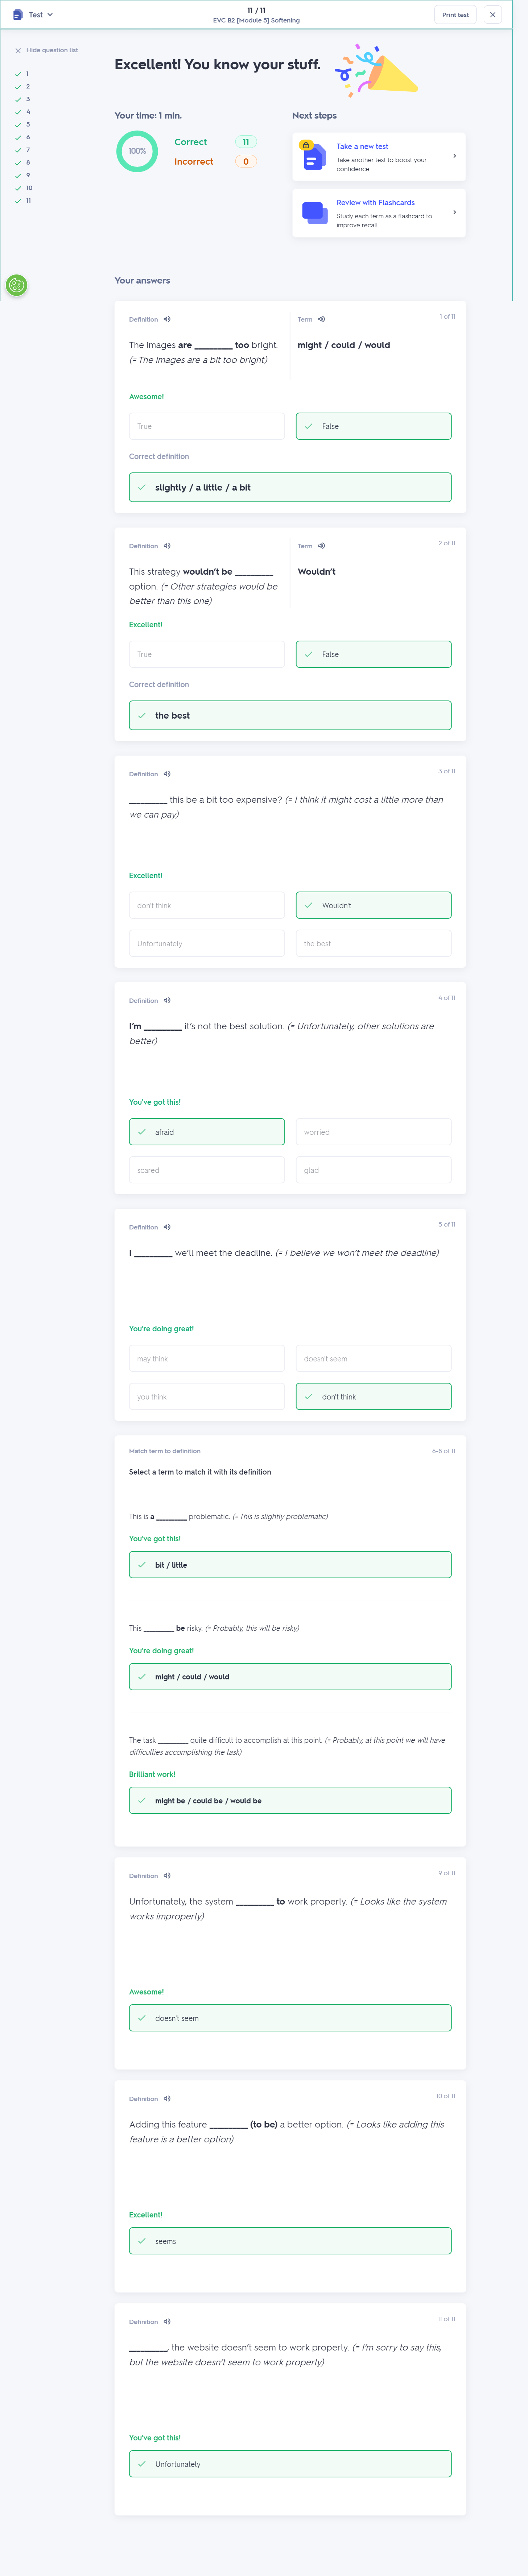 Test
11 / 11
EVC B2 [Module 5] Softening
Print test
Hide question list
1
2
3
4
5
6
7
8
9
10
11
Excellent! You know your stuff.
Your time: 1 min.
100%
Correct 11
Incorrect 0
Next steps
Take a new test
Take another test to boost your
confidence.
Review with Flashcards
Study each term as a flashcard to
improve recall.
Your answers
1 of 11
Definition
The images are _________ too bright.
(= The images are a bit too bright)
Term
might / could / would
Awesome!
True
False
Correct definition
slightly / a little / a bit
2 of 11
Definition
This strategy wouldn’t be _________
option. (= Other strategies would be
better than this one)
Term
Wouldn’t
Excellent!
True
False
Correct definition
the best
3 of 11
Definition
_________ this be a bit too expensive? (= I think it might cost a little more than
we can pay)
Excellent!
don’t think
Wouldn’t
Unfortunately
the best
4 of 11
Definition
I’m _________ it’s not the best solution. (= Unfortunately, other solutions are
better)
You’ve got this!
afraid
worried
scared
glad
5 of 11
Definition
I _________ we’ll meet the deadline. (= I believe we won’t meet the deadline)
You’re doing great!
may think
doesn’t seem
you think
don’t think
Match term to definition
6-8 of 11
Select a term to match it with its definition
This is a _________ problematic. (= This is slightly problematic)
You’ve got this!
bit / little
This _________ be risky. (= Probably, this will be risky)
You’re doing great!
might / could / would
The task _________ quite difficult to accomplish at this point. (= Probably, at this point we will have
difficulties accomplishing the task)
Brilliant work!
might be / could be / would be
9 of 11
Definition
Unfortunately, the system _________ to work properly. (= Looks like the system
works improperly)
Awesome!
doesn’t seem
10 of 11
Definition
Adding this feature _________ (to be) a better option. (= Looks like adding this
feature is a better option)
Excellent!
seems
11 of 11
Definition
_________, the website doesn’t seem to work properly. (= I’m sorry to say this,
but the website doesn’t seem to work properly)
You’ve got this!
Unfortunately